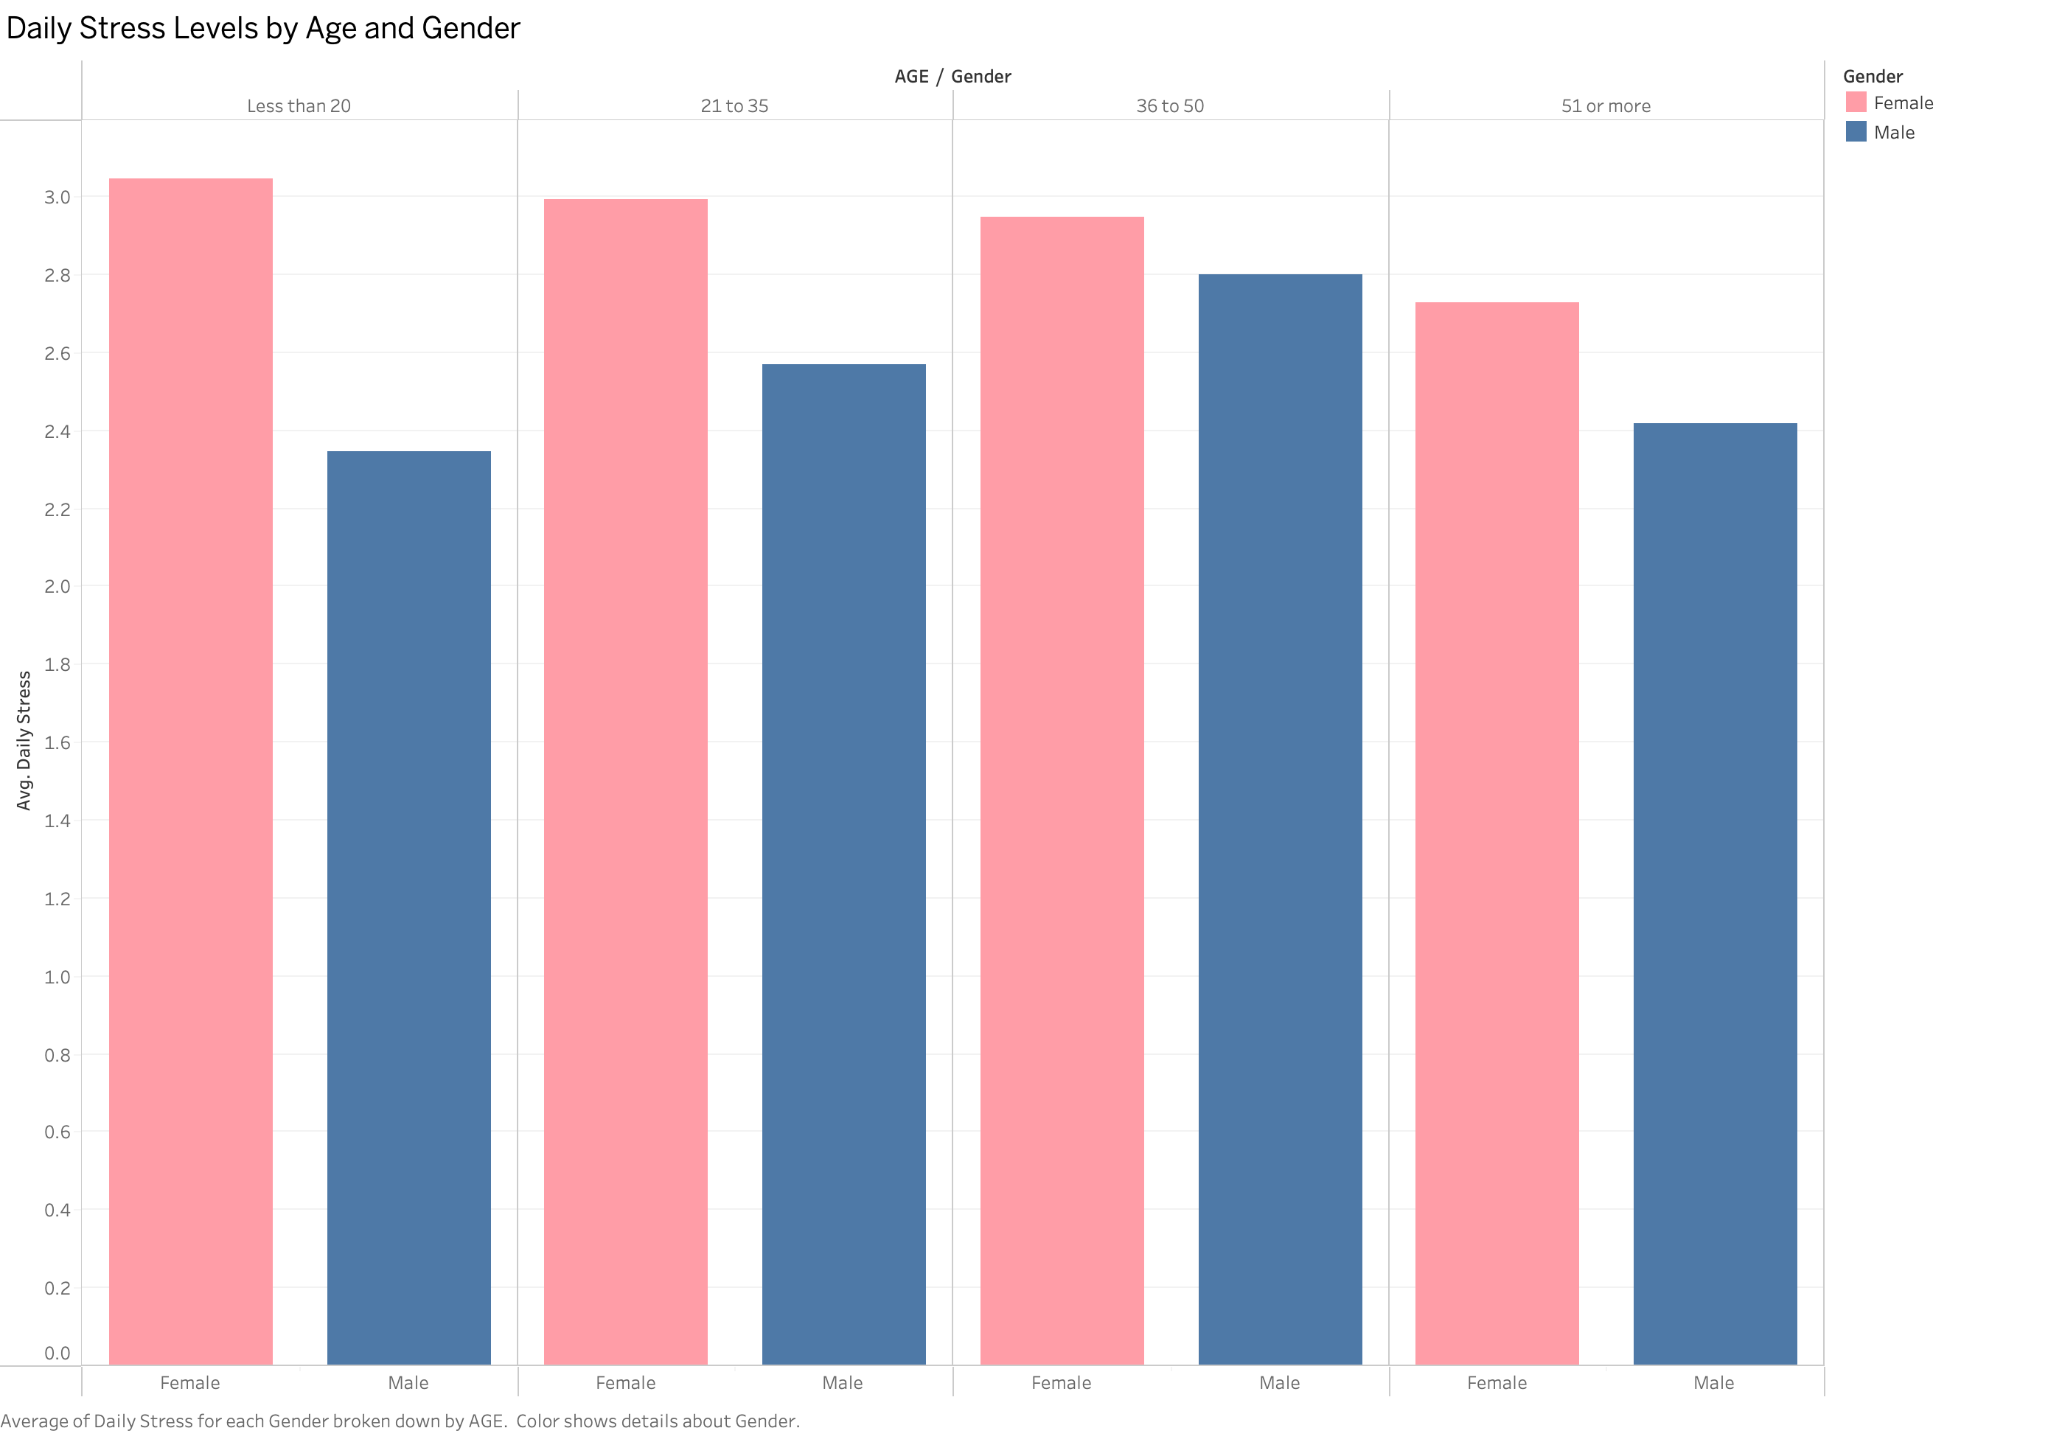 Daily Stress Levels by Age and Gender
AGE / Gender
Less than 20
21 to 35
36 to 50
51 or more
Gender
Female
Male
3.0
2.8
2.6
2.4
2.2
2.0
1.8
1.6
1.4
1.2
1.0
0.8
0.6
0.4
0.2
0.0
Avg. Daily Stress
Female
Male
Female
Male
Female
Male
Female
Male
Average of Daily Stress for each Gender broken down by AGE.  Color shows details about Gender.